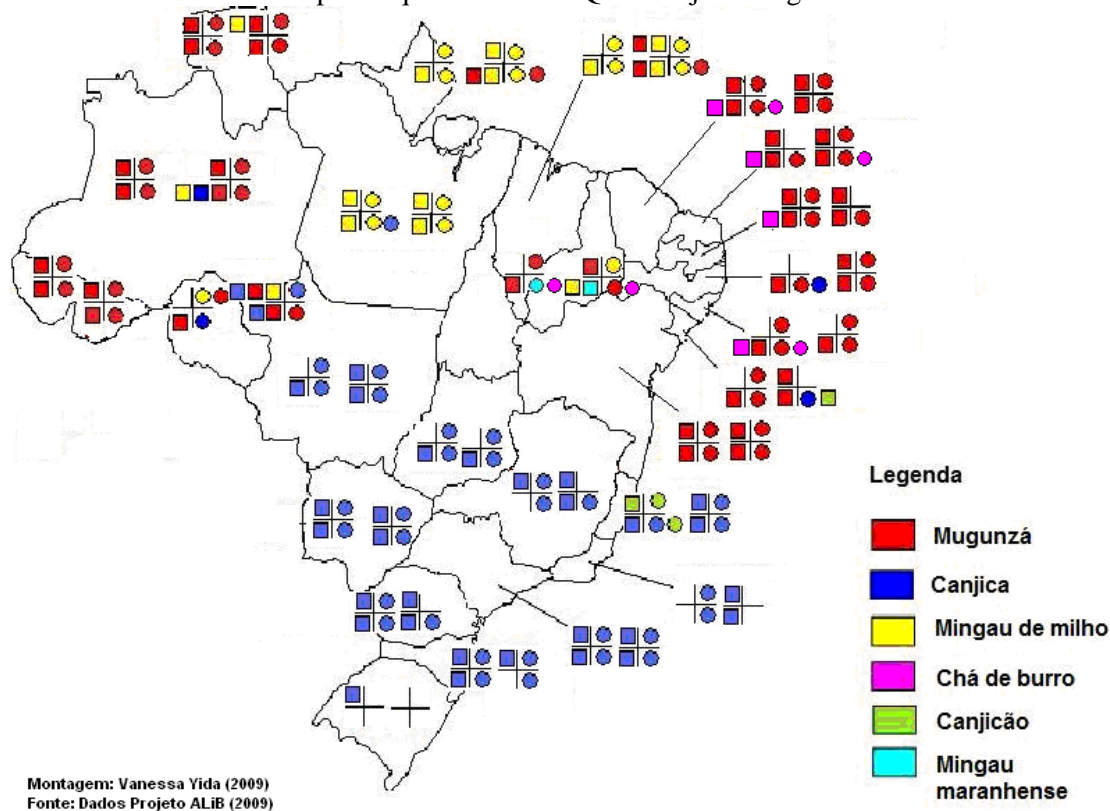 Legenda
Mugunzá
Canjica
Mingau de milho
Chá de burro
Canjicão
Mingau
maranhense
Montagem: Vanessa Yida (2009)
Fonte: Dados Projeto ALiB (2009)